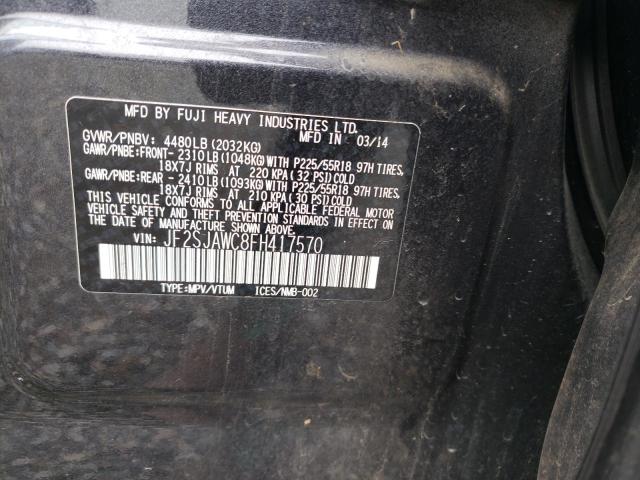 MFD BY FUJI HEAVY INDUSTRIES LTD.
MFD IN 03/14
GVWR/PNBV: 4480LB(2032KG)
GAWR/PNBE:FRONT- 2310LB(1048KG)WITH P225/55R18 97H TIRES,
18X7J RIMS AT 220 KPA(32 PSI)COLD
GAWR/PNBE:REAR - 2410LB(1093KG)WITH P225/55R18 97H TIRES,
18X7J RIMS AT 210 KPA(30 PSI)COLD
THIS VEHICLE CONFORMS TO ALL APPLICABLE FEDERAL MOTOR
VEHICLE SAFETY AND THEFT PREVENTION STANDARDS IN EFFECT ON
THE DATE OF MANUFACTURE SHOWN ABOVE.
VIN: JF2SJAWC8FH417570
TYPE:MPV/VTUM ICES/NMB-002